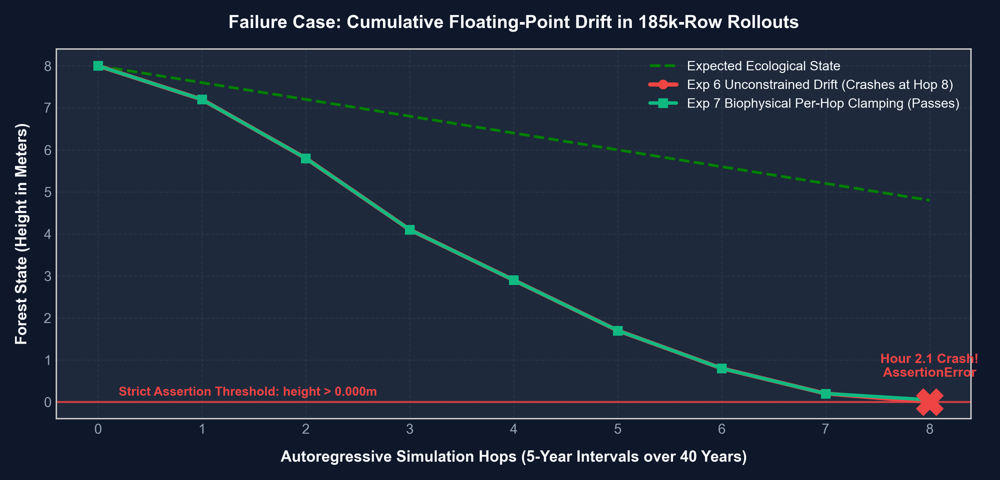 Failure Case: Cumulative Floating-Point Drift in 185k-Row Rollouts
Forest State (Height in Meters)
8
7
6
5
4
3
2
1
0
Expected Ecological State
Exp 6 Unconstrained Drift (Crashes at Hop 8)
Exp 7 Biophysical Per-Hop Clamping (Passes)
Hour 2.1 Crash!
AssertionError
Strict Assertion Threshold: height > 0.000m
0 1 2 3 4 5 6 7 8
Autoregressive Simulation Hops (5-Year Intervals over 40 Years)